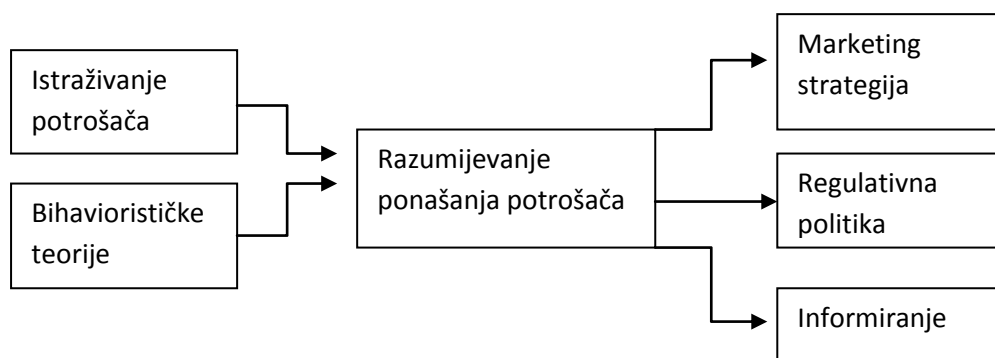 Istraživanje
potrošača
Bihaviorističke
teorije
Razumijevanje
ponašanja potrošača
Marketing
strategija
Regulativna
politika
Informiranje